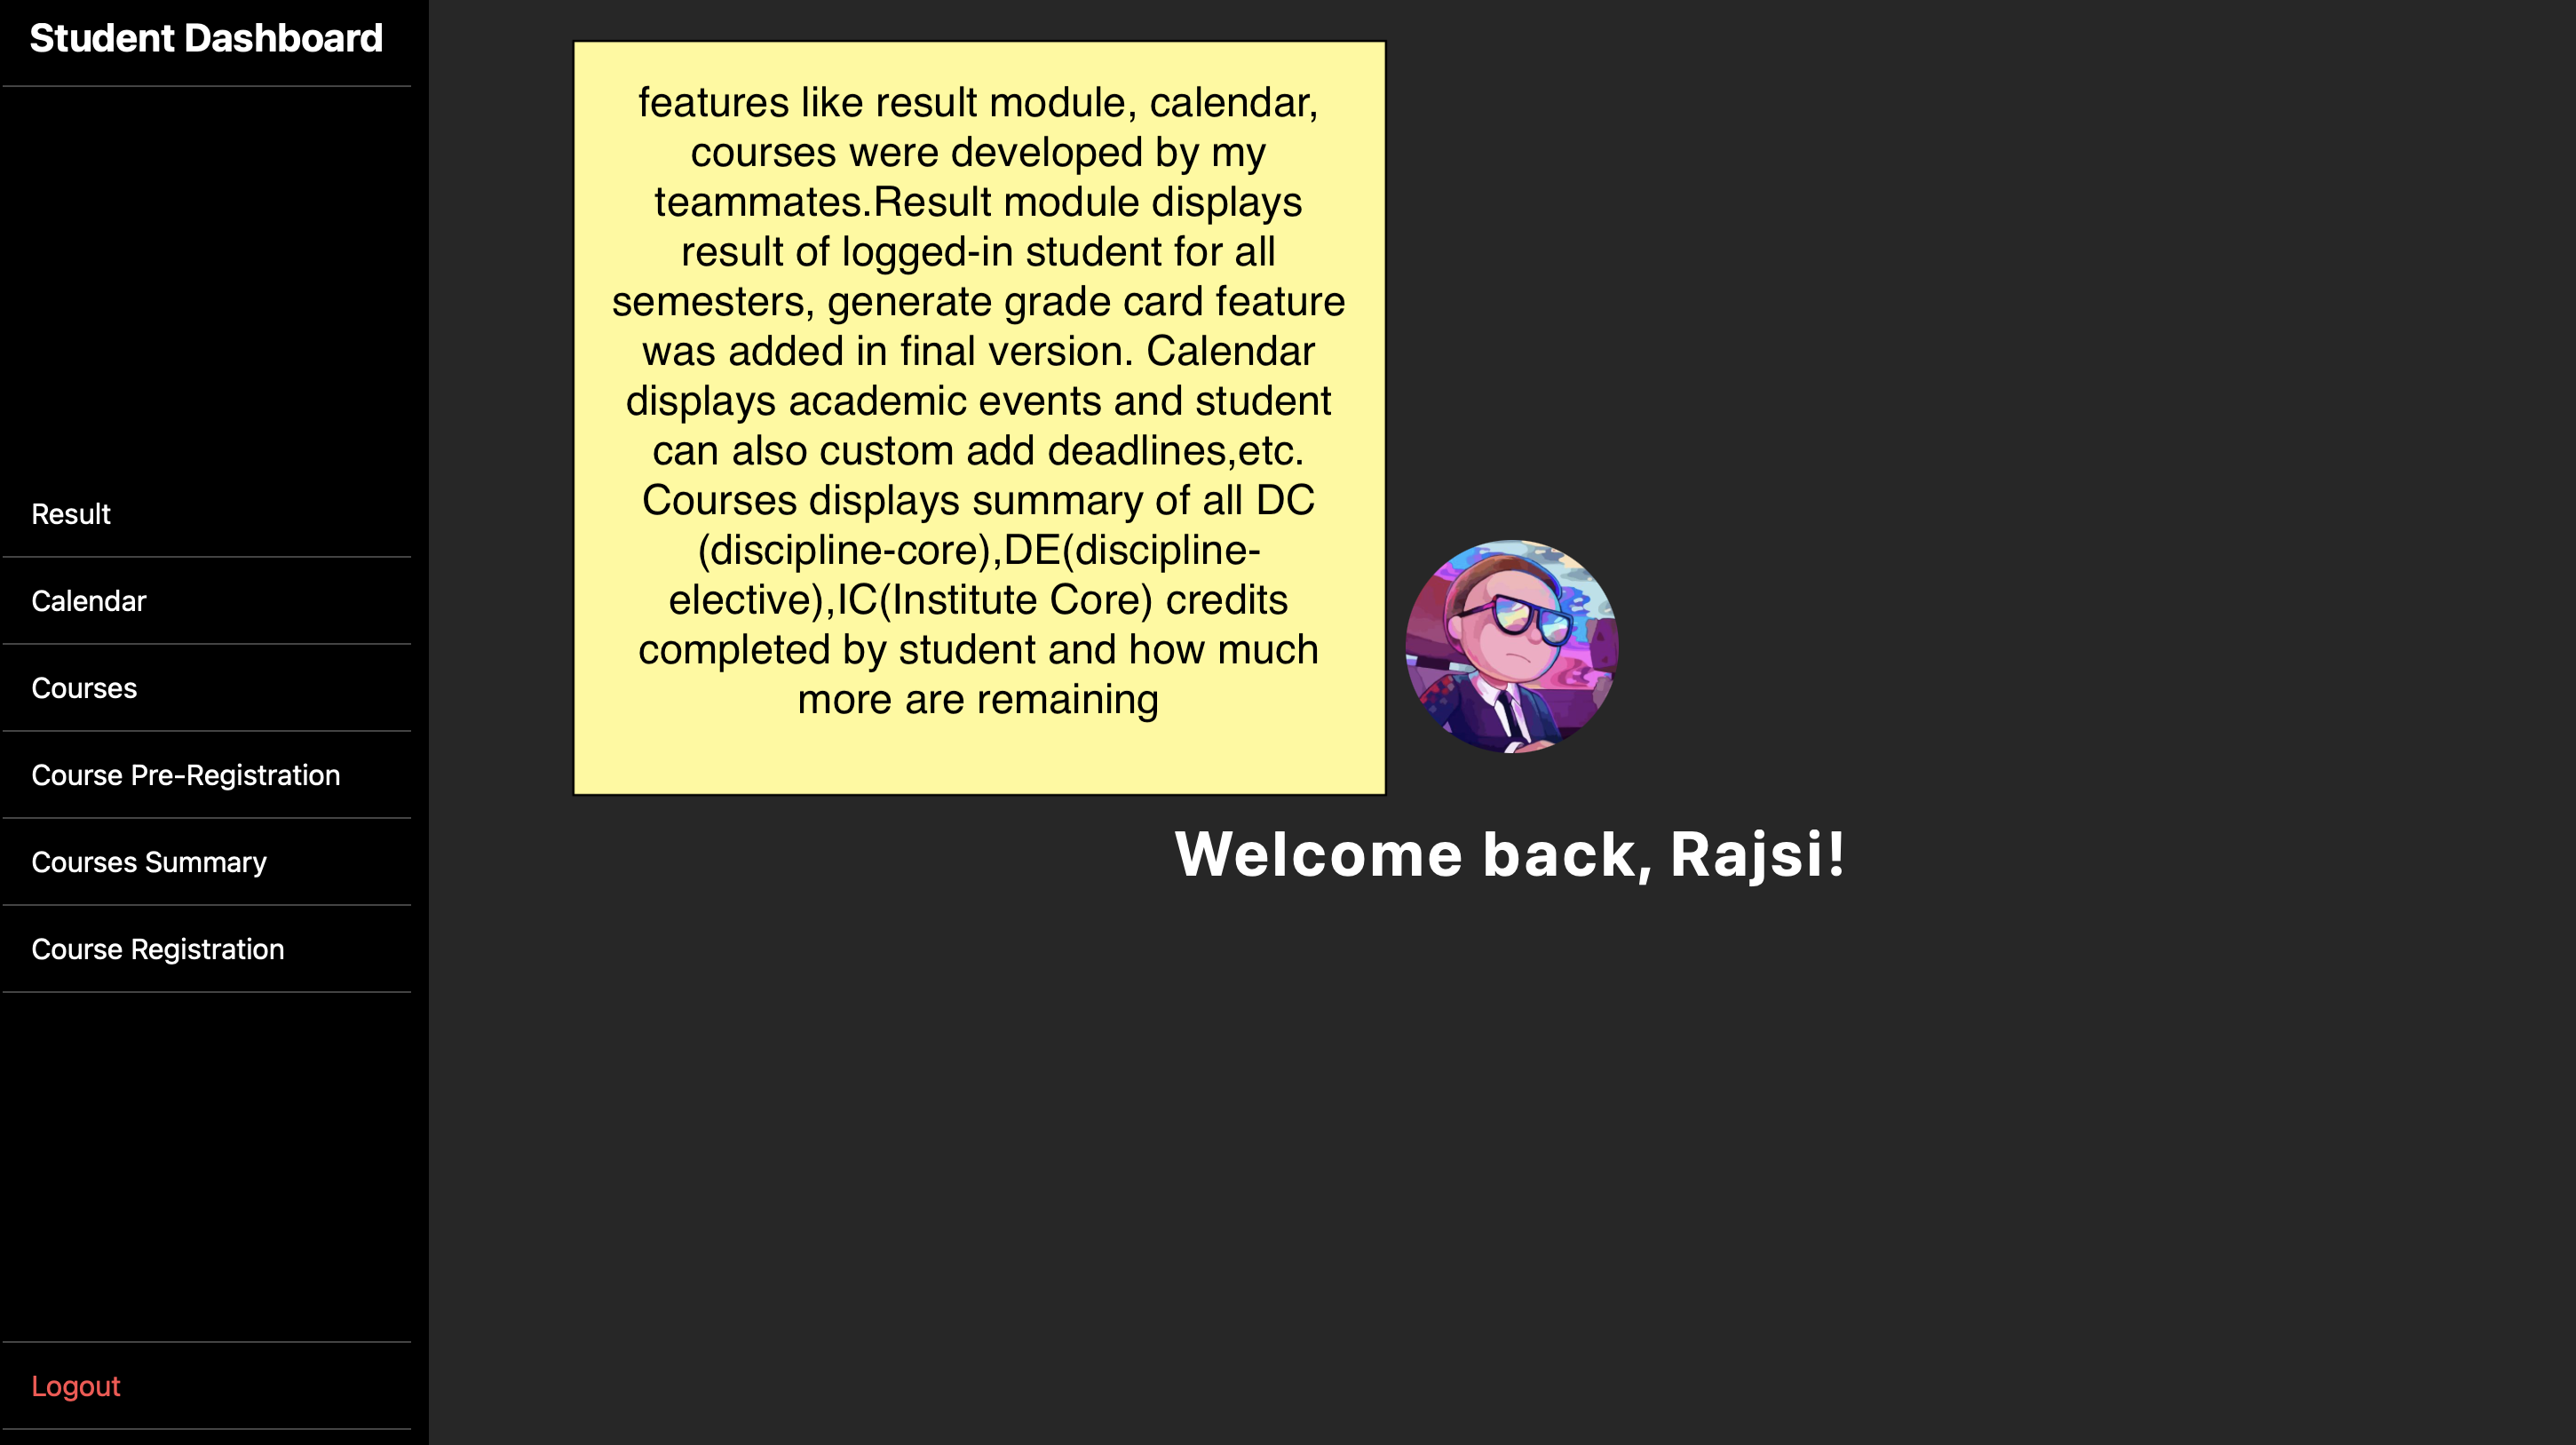 Student Dashboard
Result
Calendar
Courses
Course Pre-Registration
Courses Summary
Course Registration
Logout
features like result module, calendar,
courses were developed by my
teammates.Result module displays
result of logged-in student for all
semesters, generate grade card feature
was added in final version. Calendar
displays academic events and student
can also custom add deadlines,etc.
Courses displays summary of all DC
(discipline-core),DE(discipline-
elective),IC(Institute Core) credits
completed by student and how much
more are remaining
Welcome back, Rajsi!